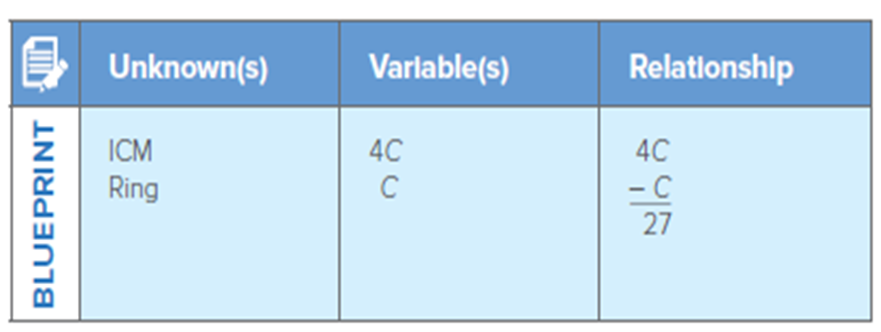 Unknown(s) Variable(s) Relationship
BLUEPRINT
ICM 4C 4C
Ring C – C
27